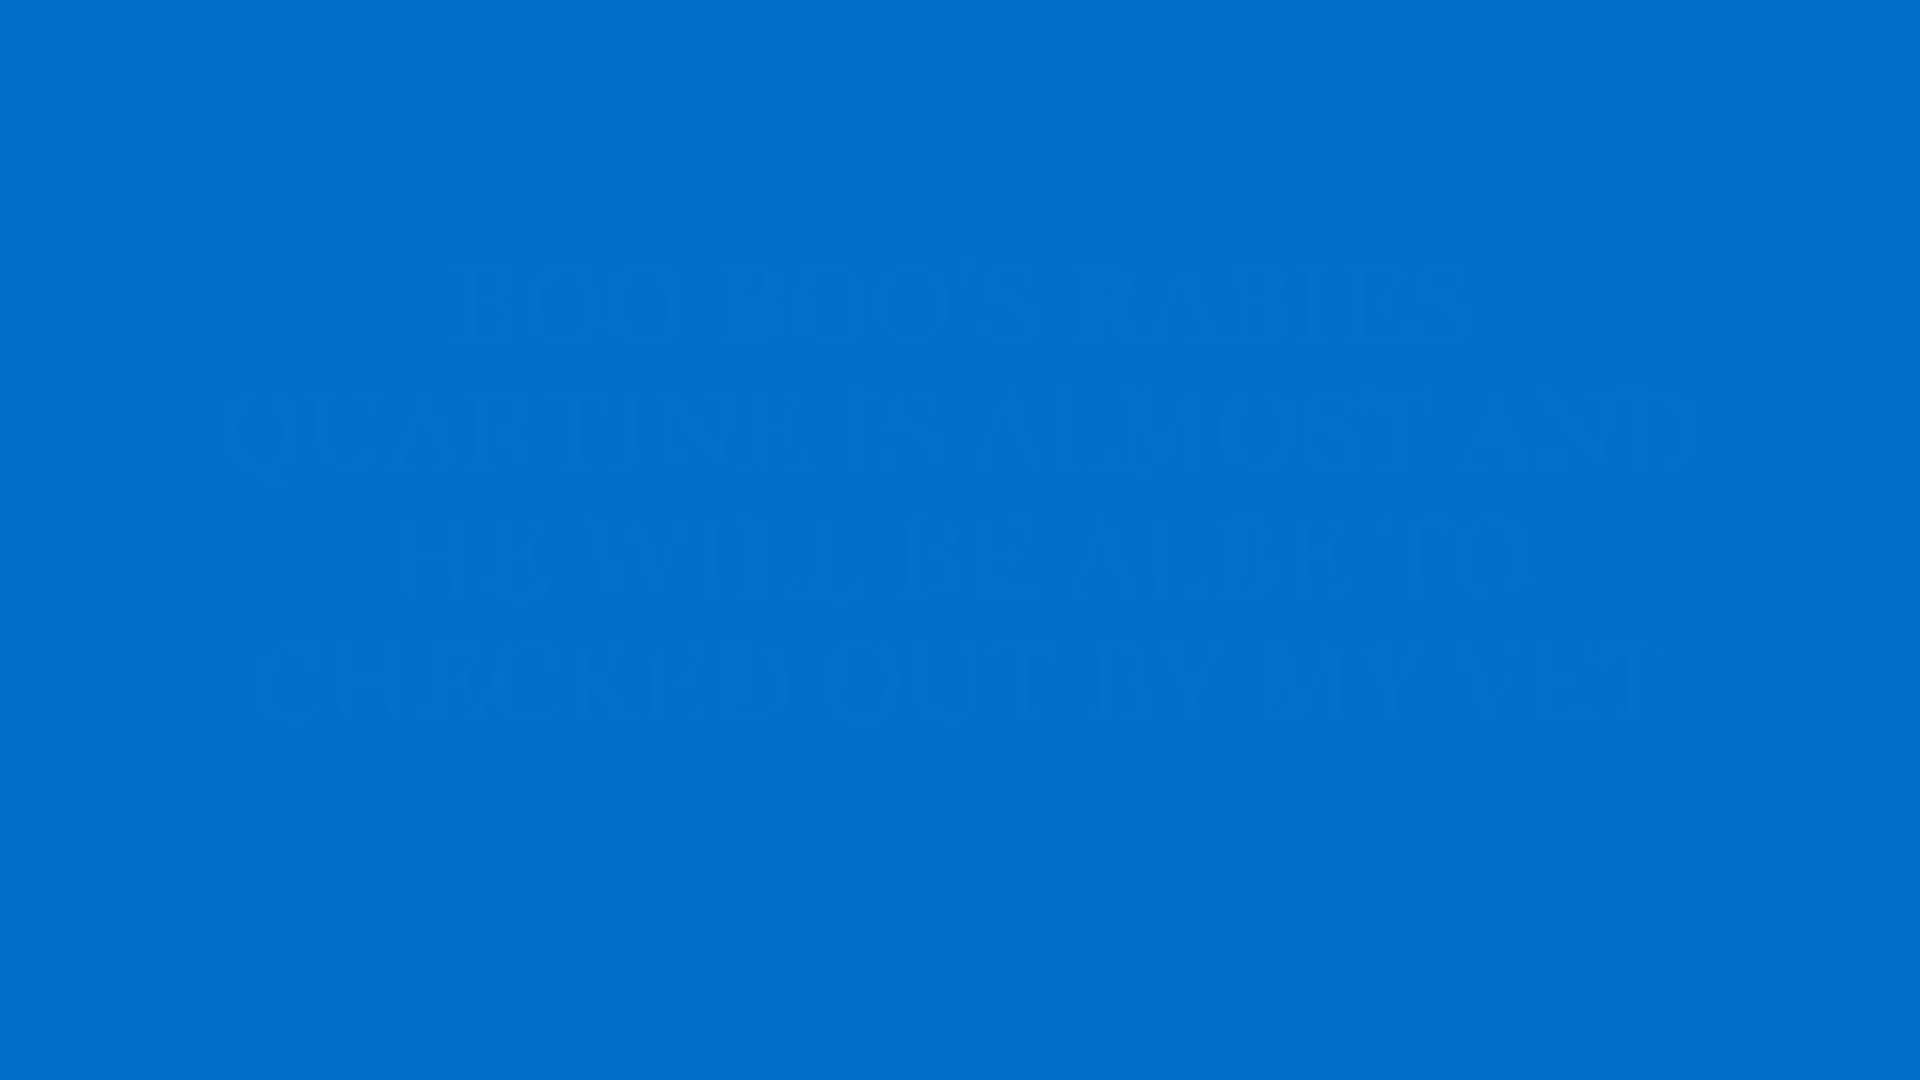 BOO BOO'S RABIES
QUARTINE IS ALMOST AND
HE WILL BE ALBE TO
CHECKED OUT BY MY VET